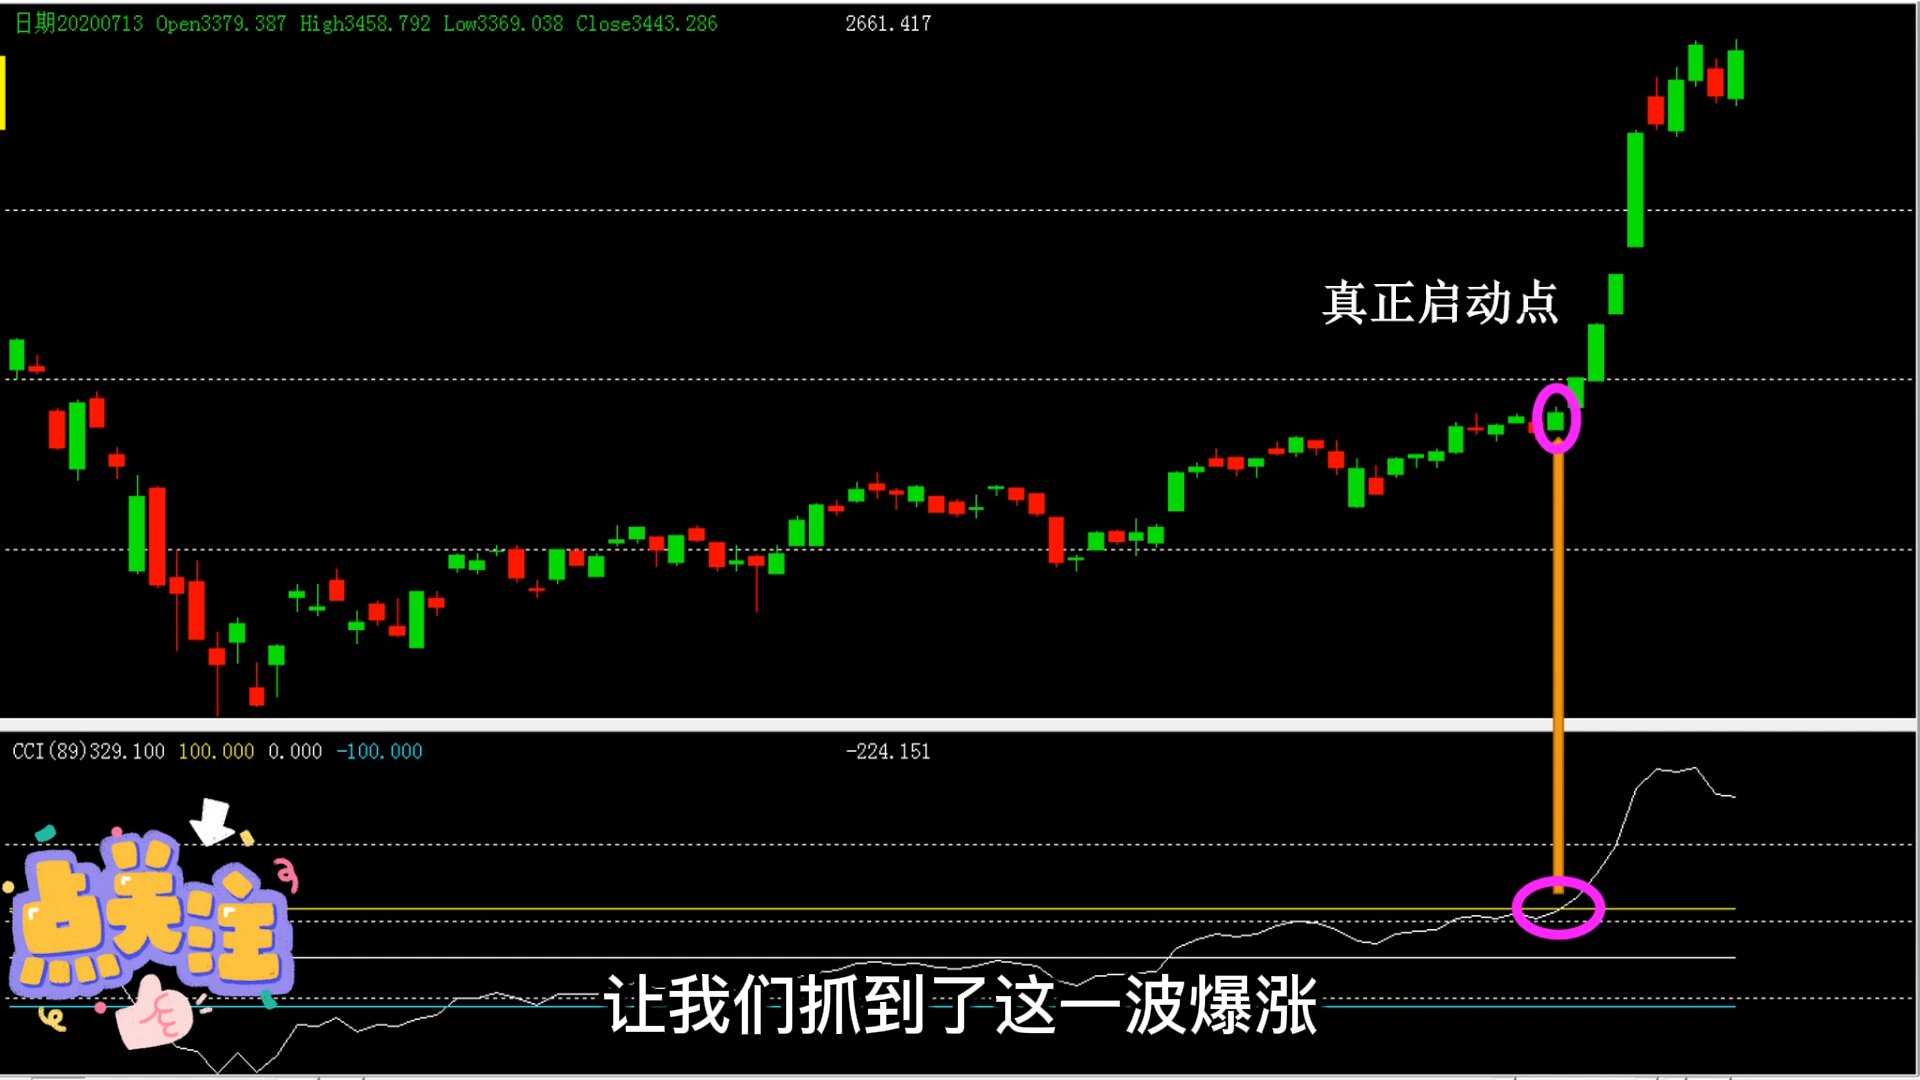 日期20200713 Open3379.387 High3458.792 Low3369.038 Close3443.286 2661.417
真正启动点
CCI(89)329.100 100.000 0.000 -100.000 -224.151
点关注
让我们抓到了这一波爆涨